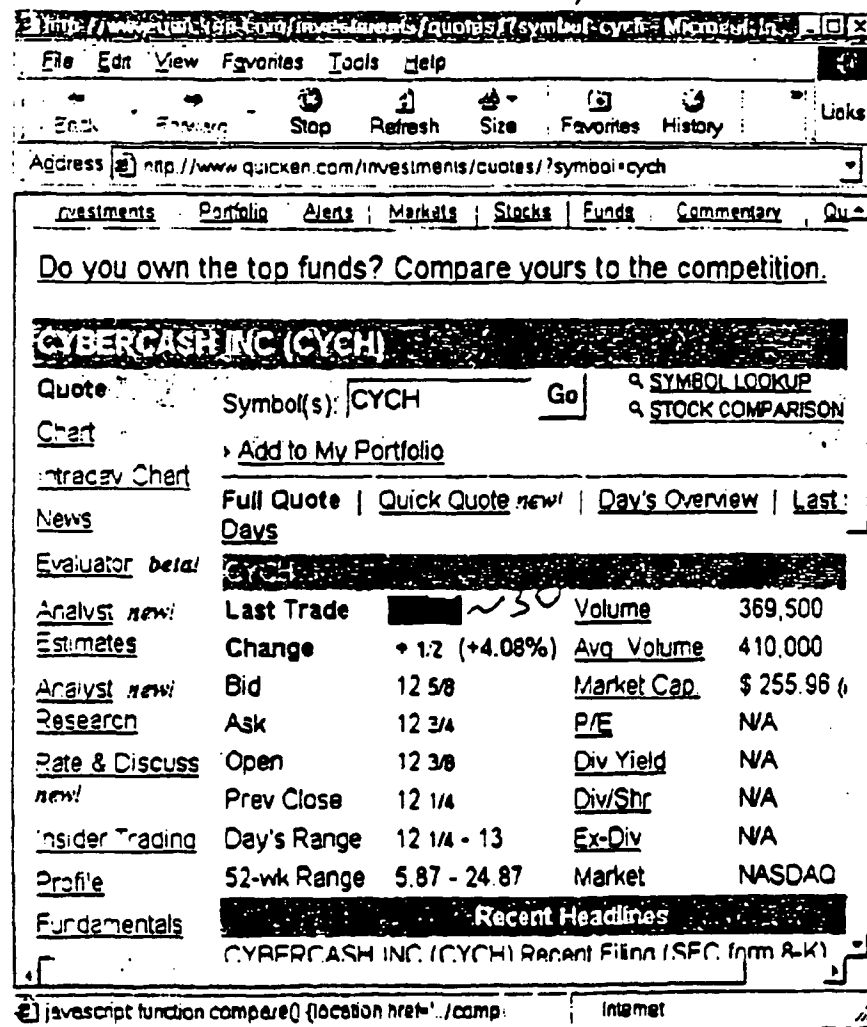 File Edit View Favorites Tools Help
Stop Refresh Size Favorites History Links
Address http://www.quicken.com/investments/quotes/?symbol=cych
Portfolio Alerts | Markets | Stocks | Funds Commentary
Do you own the top funds? Compare yours to the competition.
CYBERCASH INC (CYCH)
Quote
Chart
Intraday Chart
News
Evaluator beta!
Analyst new!
Estimates
Analyst new!
Research
Rate & Discuss
new!
Insider Trading
Profile
Fundamentals
Symbol(s): CYCH Go
SYMBOL LOOKUP
STOCK COMPARISON
› Add to My Portfolio
Full Quote | Quick Quote new! | Day's Overview | Last
Days
CYCH
Last Trade ~30 Volume 369,500
Change + 1/2 (+4.08%) Avg Volume 410,000
Bid 12 5/8 Market Cap. $ 255.96
Ask 12 3/4 P/E N/A
Open 12 3/8 Div Yield N/A
Prev Close 12 1/4 Div/Shr N/A
Day's Range 12 1/4 - 13 Ex-Div N/A
52-wk Range 5.87 - 24.87 Market NASDAQ
Recent Headlines
CYBERCASH INC (CYCH) Recent Filing (SEC form 8-K)
javascript function compare() {location href='../comp
Internet